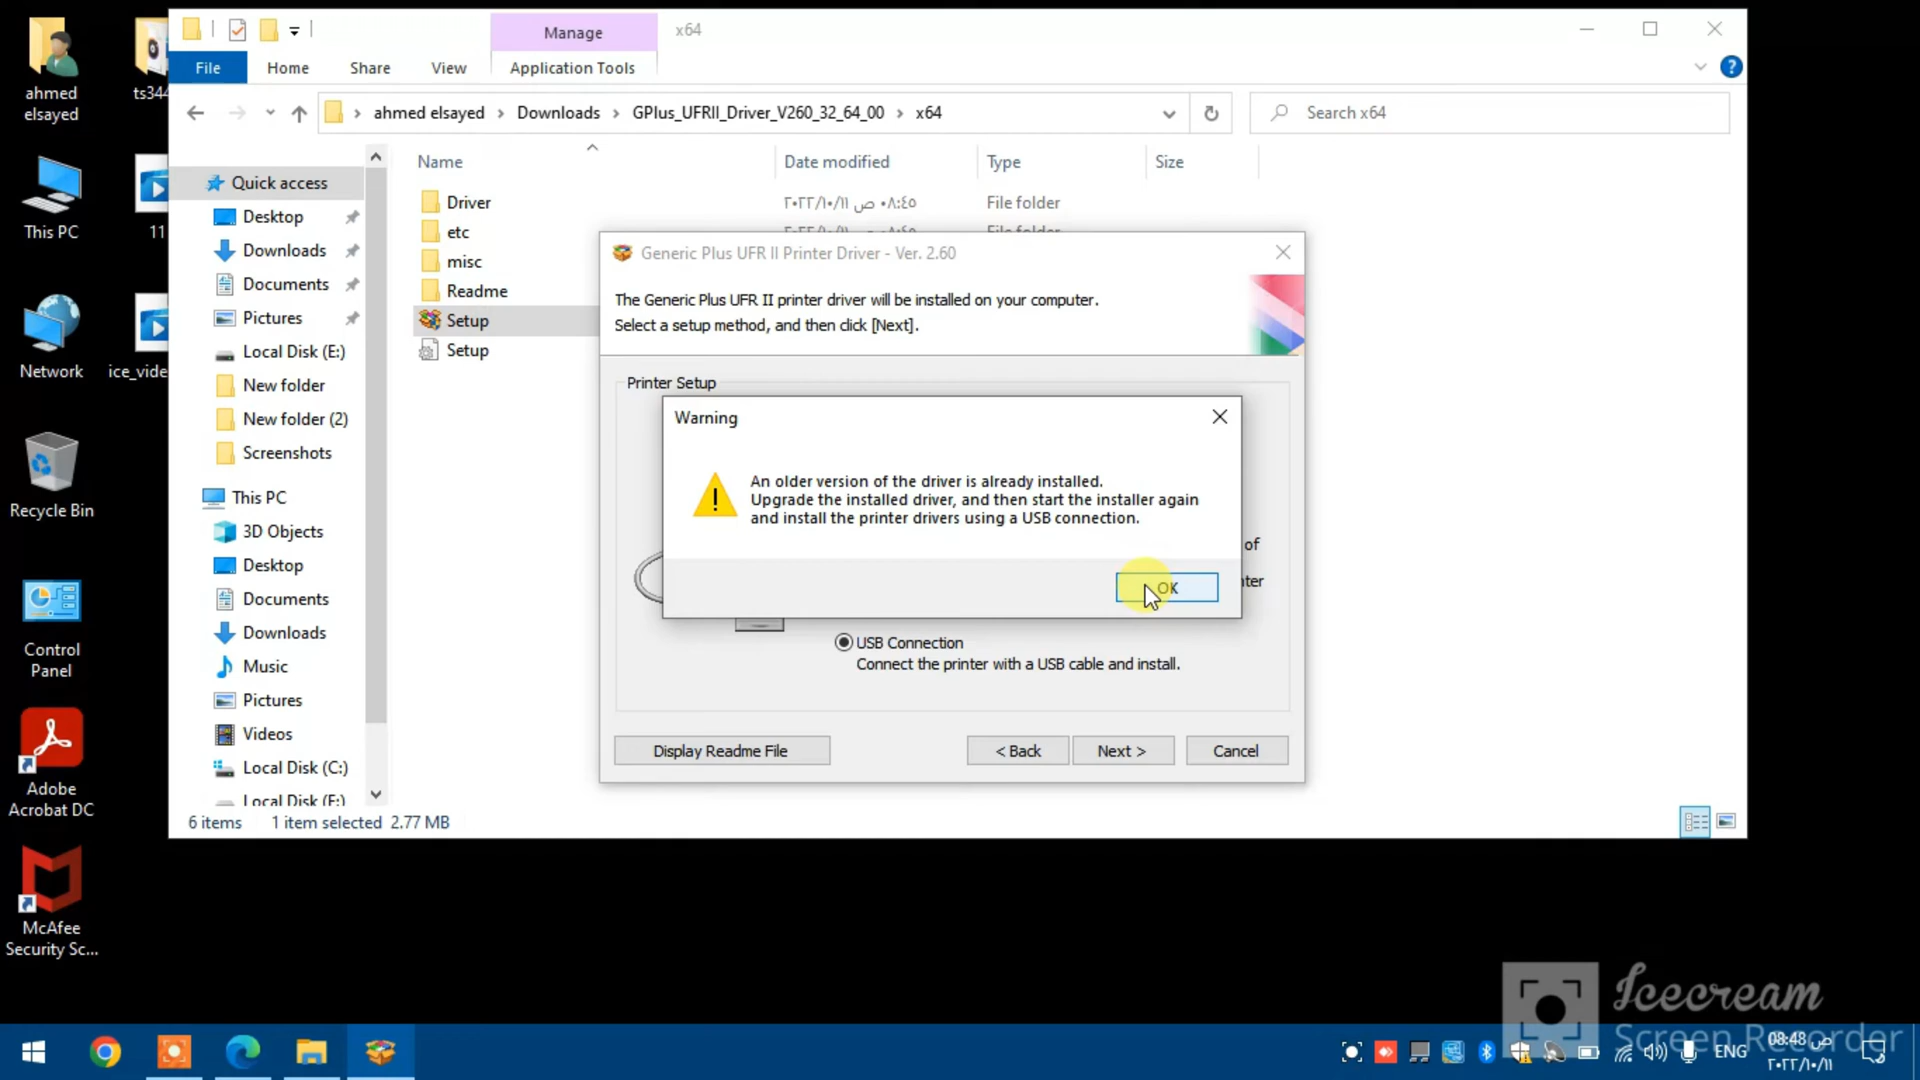 Manage
x64
File
Home
Share
View
Application Tools
ahmed elsayed
Downloads
GPlus_UFRII_Driver_V260_32_64_00
x64
Search x64
Name
Date modified
Type
Size
Quick access
Desktop
Downloads
Documents
Pictures
Local Disk (E:)
New folder
New folder (2)
Screenshots
This PC
3D Objects
Desktop
Documents
Downloads
Music
Pictures
Videos
Local Disk (C:)
Local Disk (E:)
Driver
٢٠٢٢/١٠/١١ ٠٨:٤٥ ص
File folder
etc
File folder
misc
Readme
Setup
Setup
Generic Plus UFR II Printer Driver - Ver. 2.60
The Generic Plus UFR II printer driver will be installed on your computer.
Select a setup method, and then click [Next].
Printer Setup
Warning
An older version of the driver is already installed.
Upgrade the installed driver, and then start the installer again
and install the printer drivers using a USB connection.
OK
of
USB Connection
Connect the printer with a USB cable and install.
Display Readme File
< Back
Next >
Cancel
6 items
1 item selected 2.77 MB
ahmed
elsayed
ts344
This PC
11
Network
ice_vide
Recycle Bin
Control
Panel
Adobe
Acrobat DC
McAfee
Security Sc...
Icecream
Screen Recorder
ENG
08:48 ص
٢٠٢٢/١٠/١١